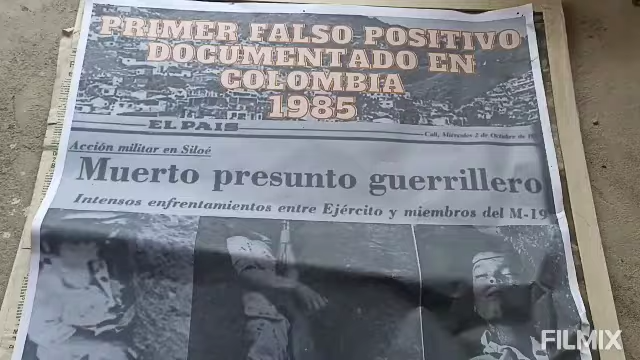 PRIMER FALSO POSITIVO
DOCUMENTADO EN
COLOMBIA
1985
EL PAIS
Cali, Miércoles 2 de Octubre de
Acción militar en Siloé
Muerto presunto guerrillero
Intensos enfrentamientos entre Ejército y miembros del M-19
FILMIX